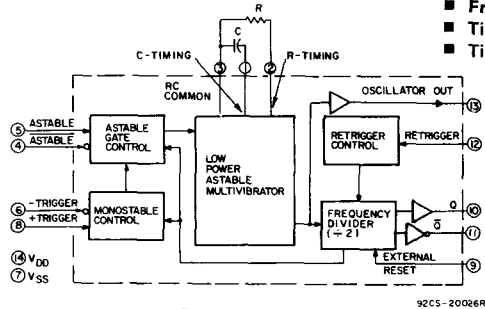 R
■ Fr
C
■ Ti
■ Ti
C-TIMING
3
2
R-TIMING
RC
COMMON
OSCILLATOR OUT
13
5
ASTABLE
4
ASTABLE
ASTABLE
GATE
CONTROL
LOW
POWER
ASTABLE
MULTIVIBRATOR
RETRIGGER
CONTROL
RETRIGGER
12
6
-TRIGGER
8
+TRIGGER
MONOSTABLE
CONTROL
FREQUENCY
DIVIDER
(÷2)
Q
10
Q̅
11
14 VDD
7 VSS
EXTERNAL
RESET
9
92CS-20026R